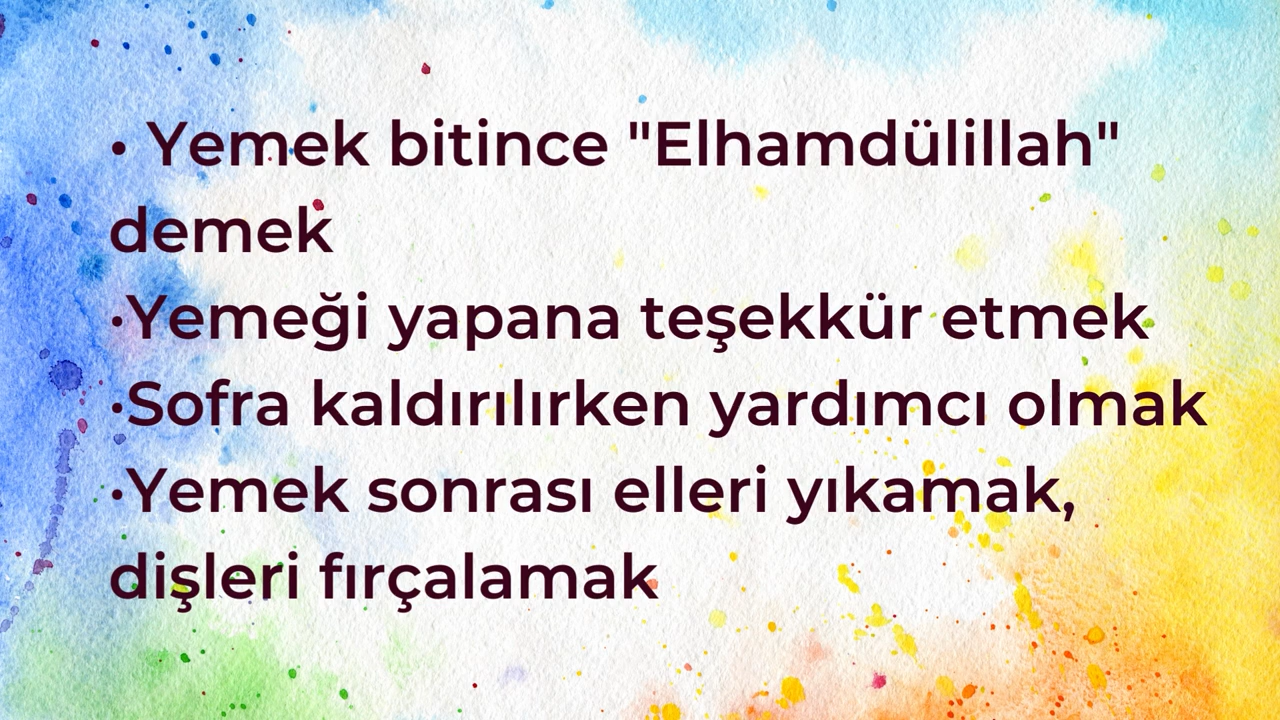 • Yemek bitince "Elhamdülillah"
demek
•Yemeği yapana teşekkür etmek
•Sofra kaldırılırken yardımcı olmak
•Yemek sonrası elleri yıkamak,
dişleri fırçalamak